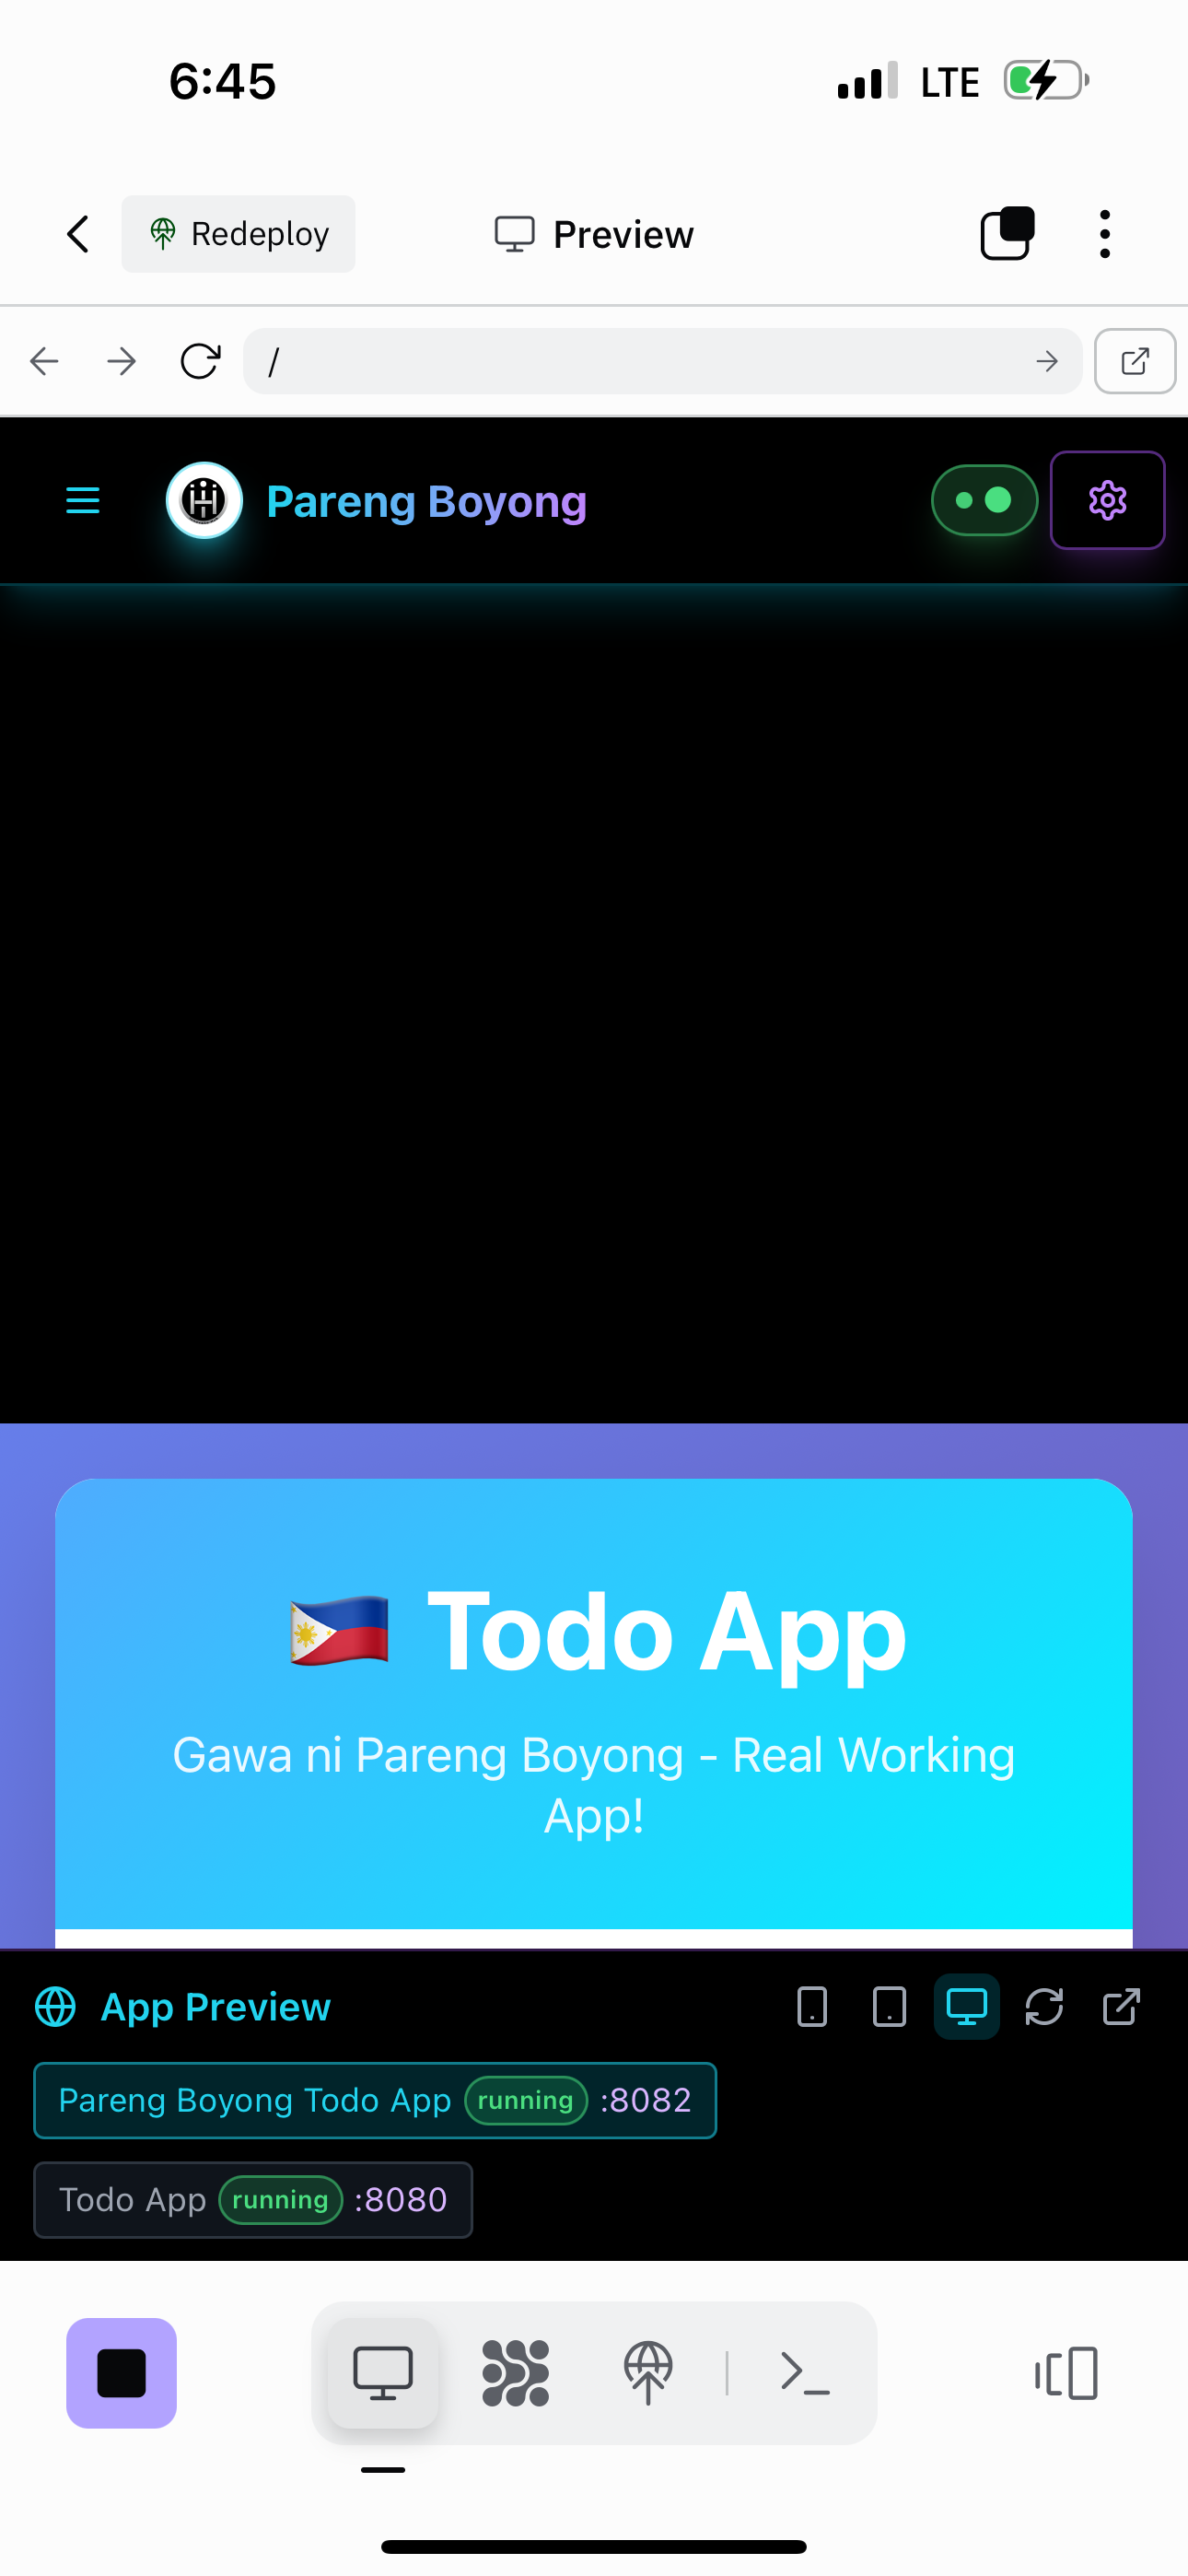 6:45 LTE
Redeploy Preview
/
Pareng Boyong
🇵🇭 Todo App
Gawa ni Pareng Boyong - Real Working
App!
App Preview
Pareng Boyong Todo App running :8082
Todo App running :8080